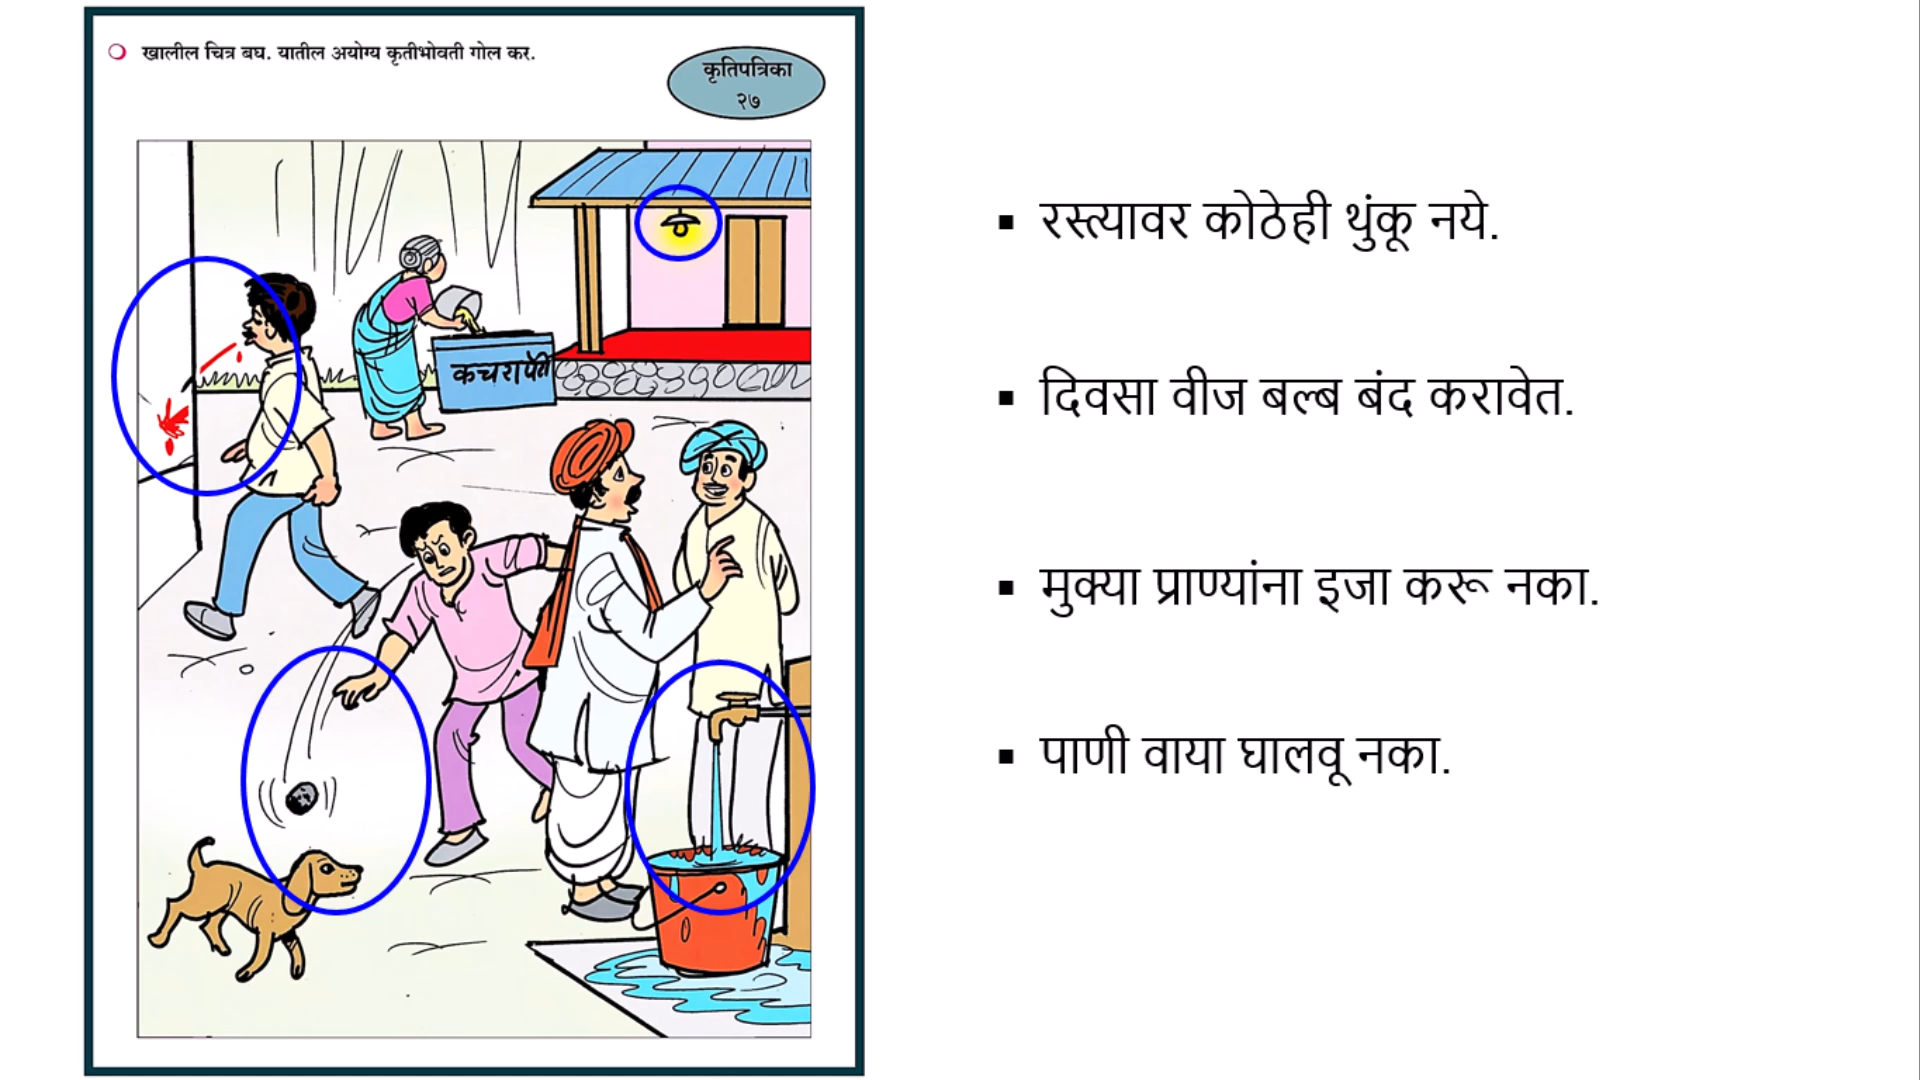 खालील चित्र बघ. यातील अयोग्य कृतीभोवती गोल कर.
कृतिपत्रिका
२७
कचरापेटी
रस्त्यावर कोठेही थुंकू नये.
दिवसा वीज बल्ब बंद करावेत.
मुक्या प्राण्यांना इजा करू नका.
पाणी वाया घालवू नका.